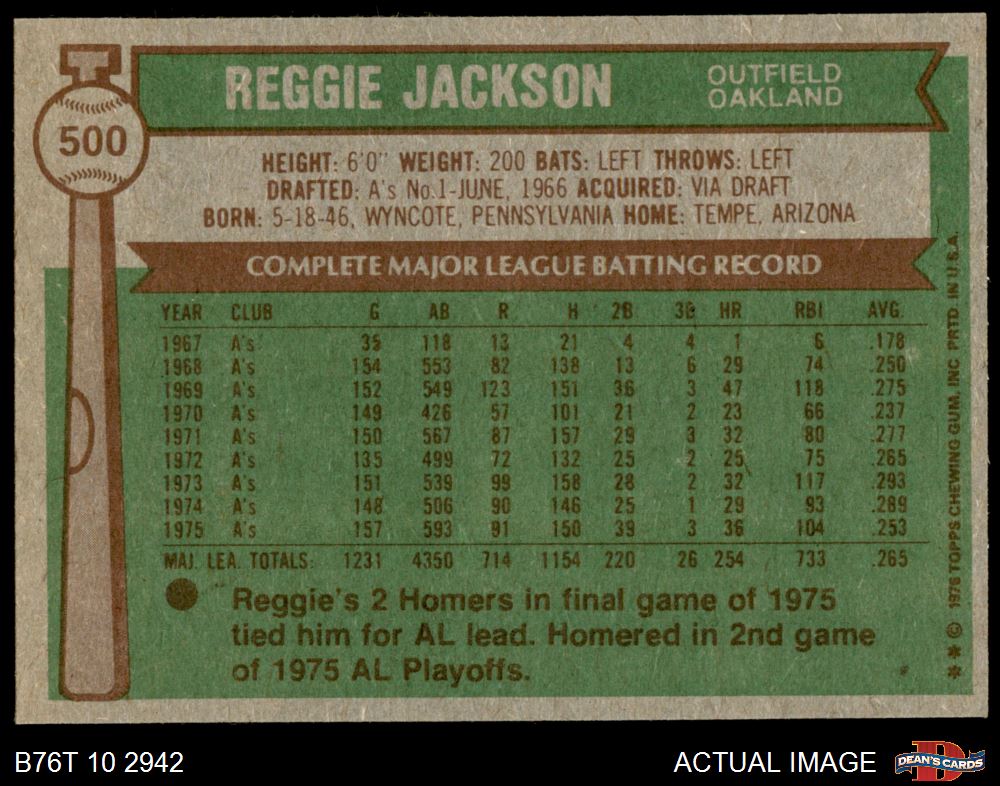 500
REGGIE JACKSON
OUTFIELD
OAKLAND
HEIGHT: 6'0" WEIGHT: 200 BATS: LEFT THROWS: LEFT
DRAFTED: A's No.1-JUNE, 1966 ACQUIRED: VIA DRAFT
BORN: 5-18-46, WYNCOTE, PENNSYLVANIA HOME: TEMPE, ARIZONA
COMPLETE MAJOR LEAGUE BATTING RECORD
YEAR CLUB G AB R H 2B 3B HR RBI AVG.
1967 A's 35 118 13 21 4 4 1 6 .178
1968 A's 154 553 82 138 13 6 29 74 .250
1969 A's 152 549 123 151 36 3 47 118 .275
1970 A's 149 426 57 101 21 2 23 66 .237
1971 A's 150 567 87 157 29 3 32 80 .277
1972 A's 135 499 72 132 25 2 25 75 .265
1973 A's 151 539 99 158 28 2 32 117 .293
1974 A's 148 506 90 146 25 1 29 93 .289
1975 A's 157 593 91 150 39 3 36 104 .253
MAJ. LEA. TOTALS: 1231 4350 714 1154 220 26 254 733 .265
Reggie's 2 Homers in final game of 1975
tied him for AL lead. Homered in 2nd game
of 1975 AL Playoffs.
* * © 1976 TOPPS CHEWING GUM, INC PRTD IN U.S.A.
B76T 10 2942
ACTUAL IMAGE
DEAN'S CARDS